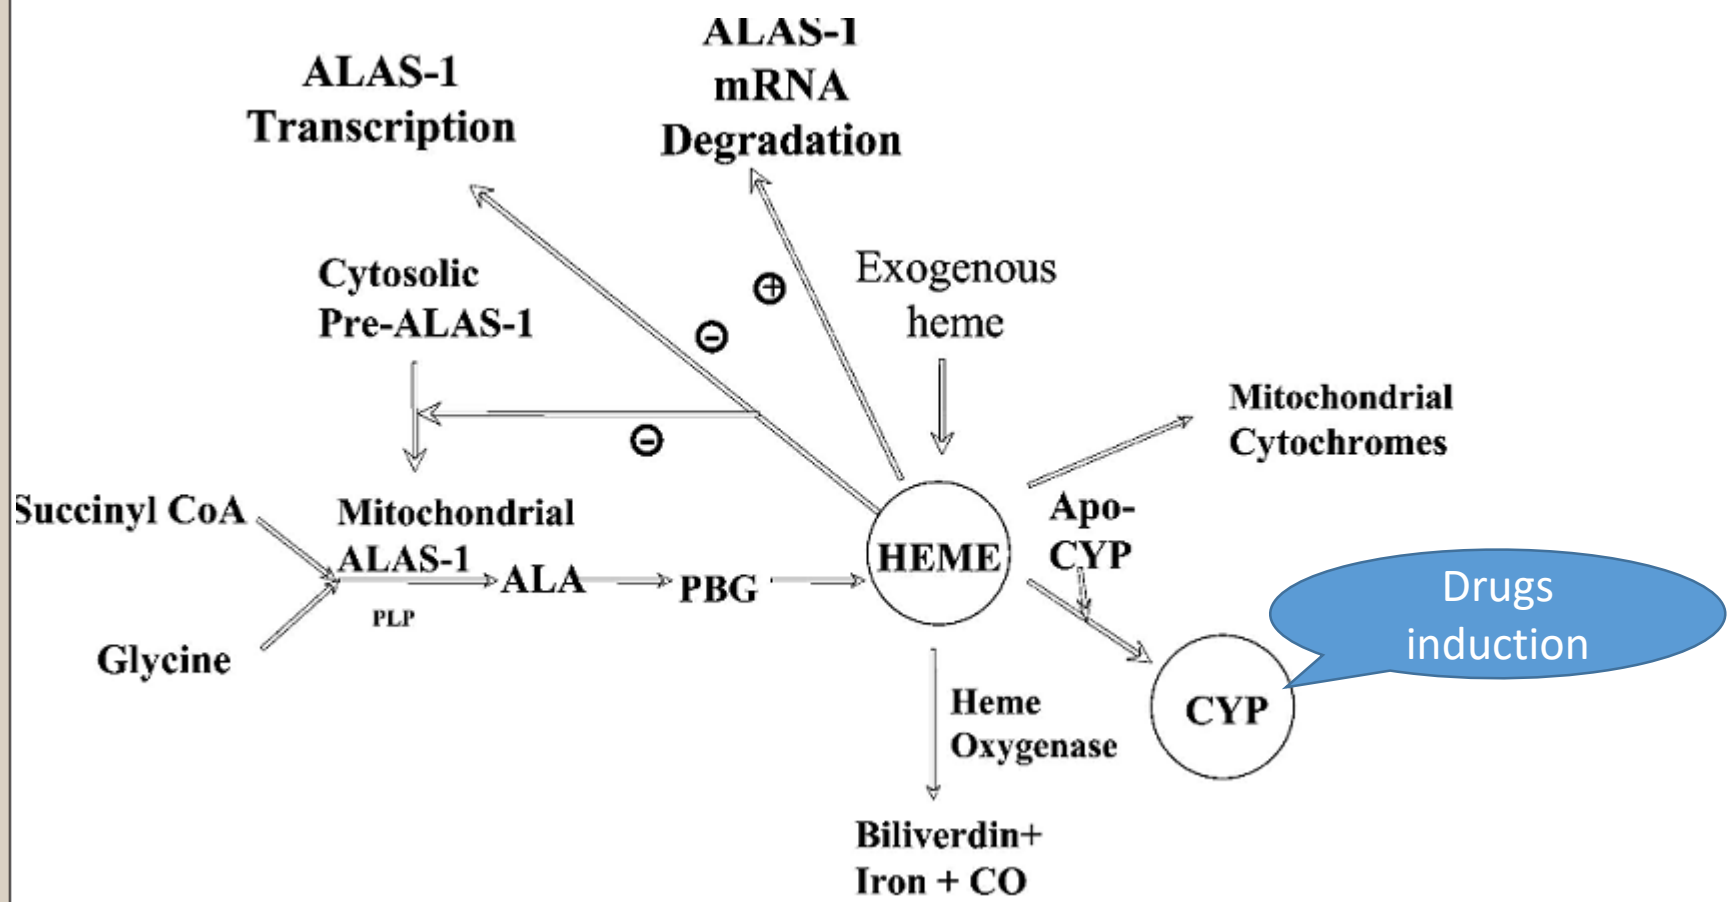 ALAS-1
Transcription
ALAS-1
mRNA
Degradation
Cytosolic
Pre-ALAS-1
+
-
-
Exogenous
heme
Mitochondrial
Cytochromes
Succinyl CoA
Glycine
Mitochondrial
ALAS-1
PLP
ALA
PBG
HEME
Apo-
CYP
CYP
Drugs
induction
Heme
Oxygenase
Biliverdin+
Iron + CO